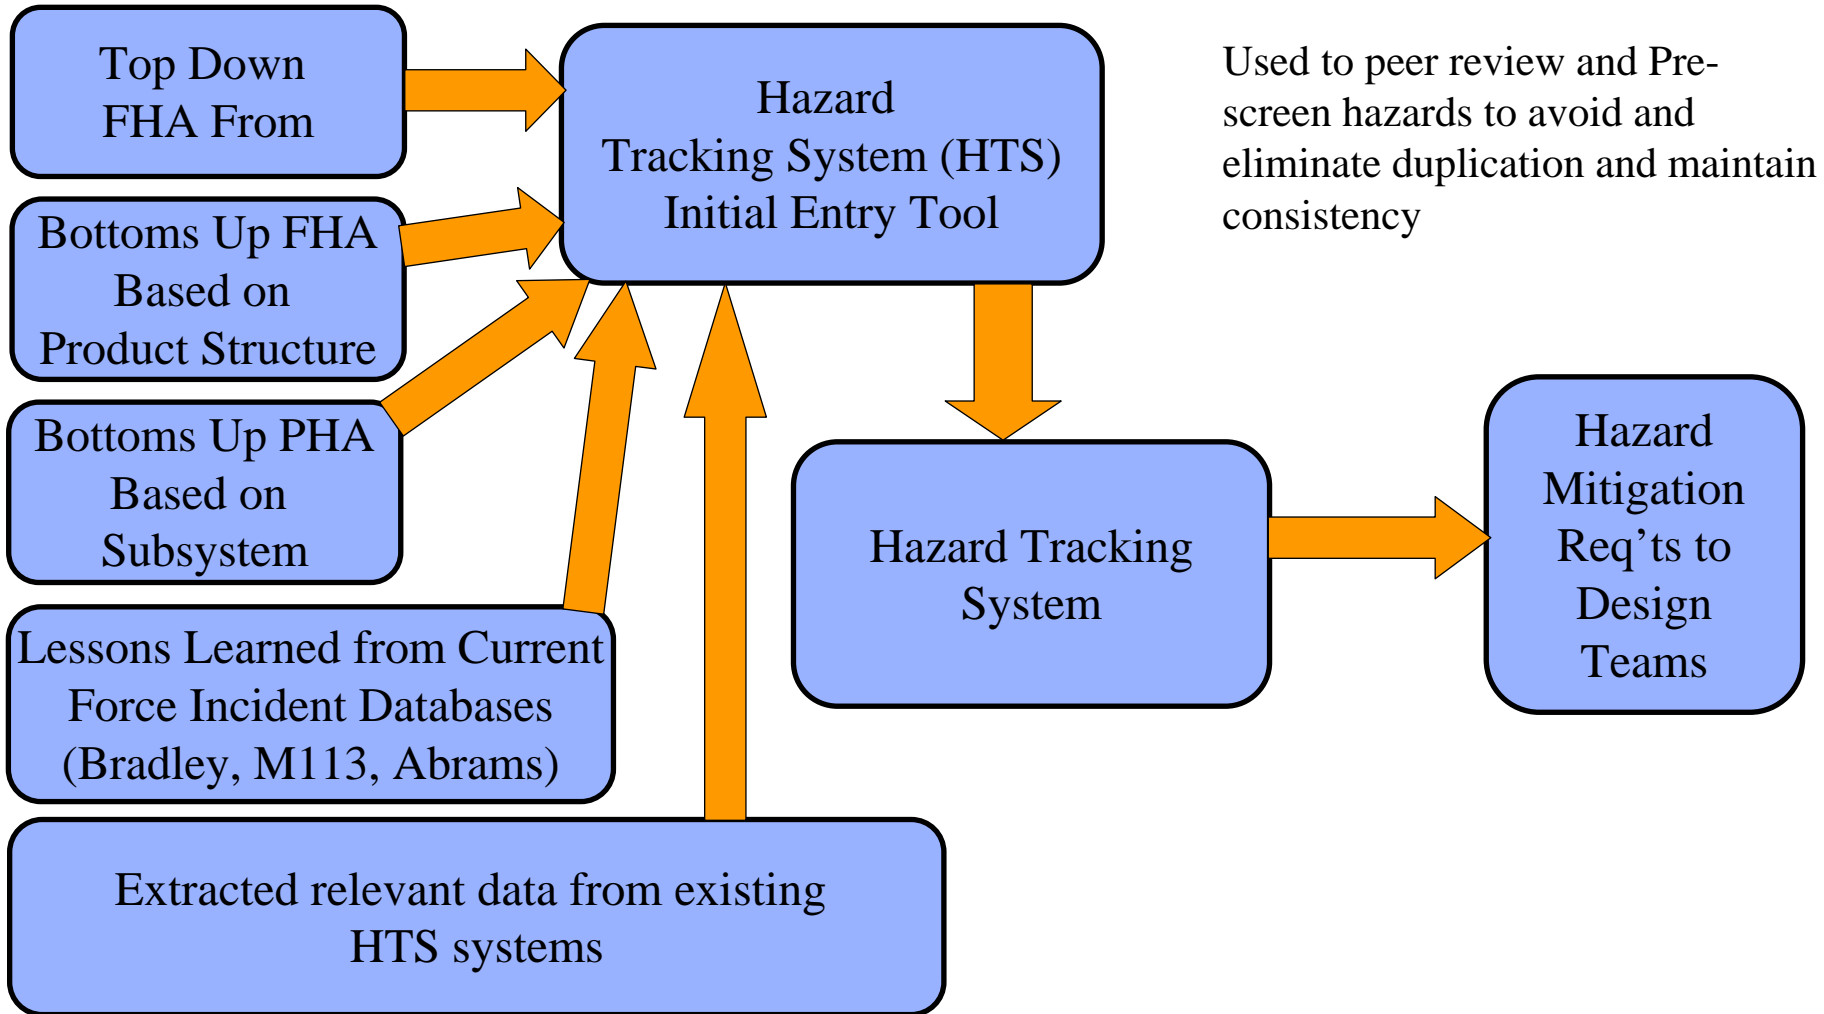 Top Down
FHA From
Hazard
Tracking System (HTS)
Initial Entry Tool
Used to peer review and Pre-
screen hazards to avoid and
eliminate duplication and maintain
consistency
Bottoms Up FHA
Based on
Product Structure
Bottoms Up PHA
Based on
Subsystem
Hazard Tracking
System
Hazard
Mitigation
Req’ts to
Design
Teams
Lessons Learned from Current
Force Incident Databases
(Bradley, M113, Abrams)
Extracted relevant data from existing
HTS systems